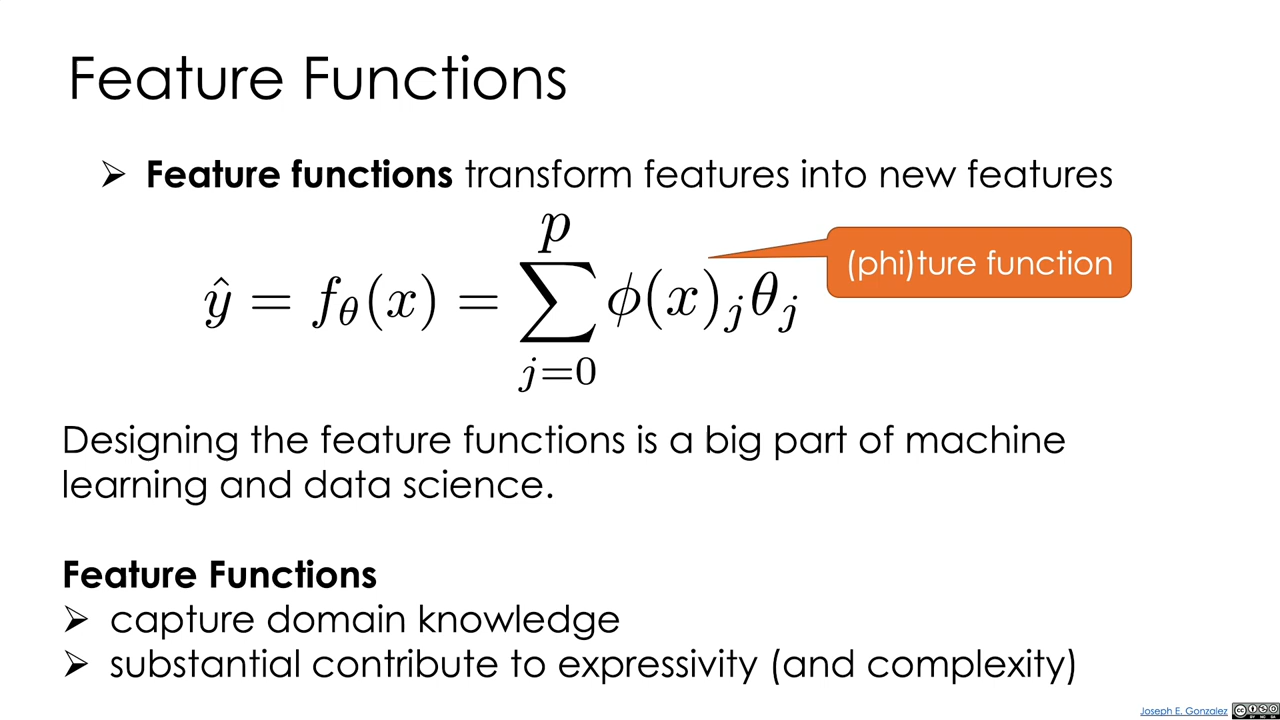 Feature Functions
➢ Feature functions transform features into new features
(phi)ture function
ŷ = f_θ(x) = ∑_{j=0}^{p} ϕ(x)_j θ_j
Designing the feature functions is a big part of machine
learning and data science.
Feature Functions
➢ capture domain knowledge
➢ substantial contribute to expressivity (and complexity)
Joseph E. Gonzalez